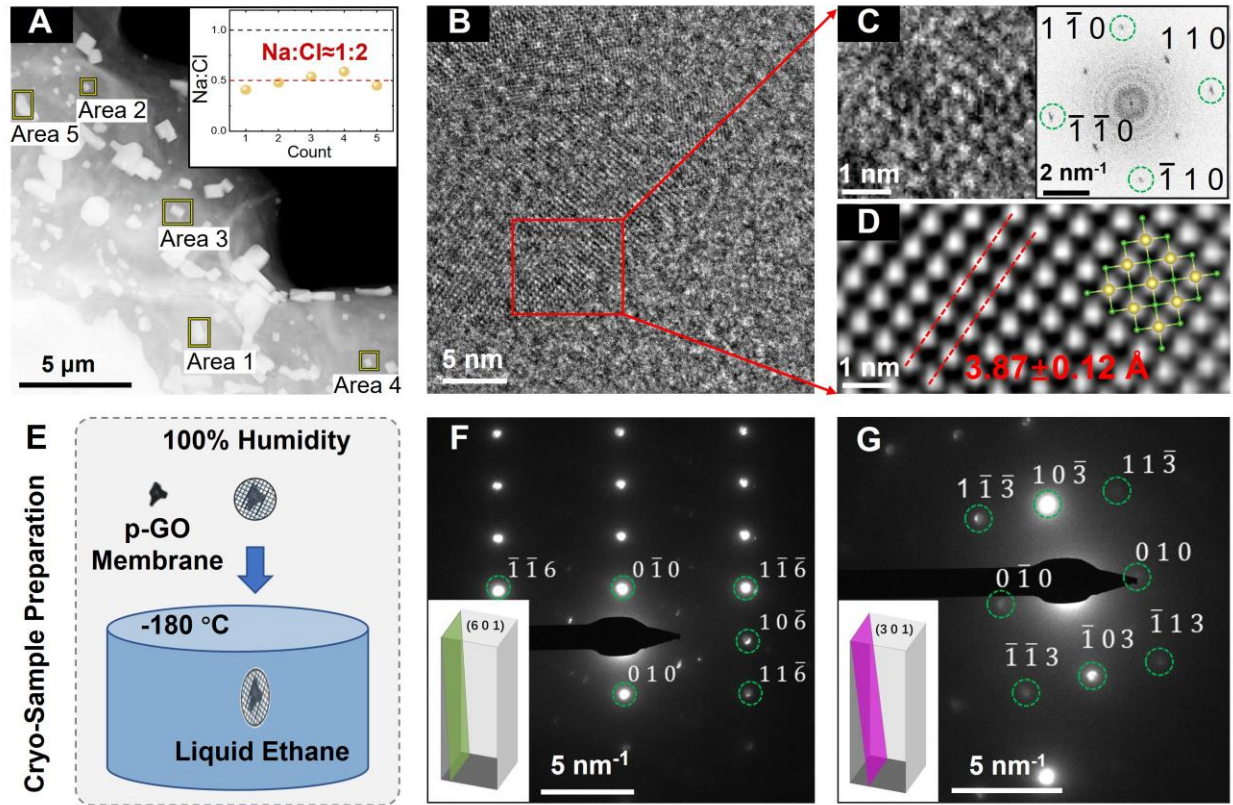 A
Na:Cl
1.0
0.5
0.0
Na:Cl≈1:2
1 2 3 4 5
Count
Area 2
Area 5
Area 3
Area 1
Area 4
5 μm
B
5 nm
C
1 nm
1 1̅ 0
1 1 0
1̅ 1̅ 0
1̅ 1 0
2 nm⁻¹
D
1 nm
3.87±0.12 Å
E
Cryo-Sample Preparation
100% Humidity
p-GO
Membrane
-180 °C
Liquid Ethane
F
1̅ 1̅ 6
0 1̅ 0
1 1̅ 6̅
1 0 6̅
0 1 0
1 1 6̅
(6 0 1)
5 nm⁻¹
G
1 1̅ 3̅
1 0 3̅
1 1 3̅
0 1 0
0 1̅ 0
1̅ 1̅ 3
1̅ 0 3
1̅ 1 3
(3 0 1)
5 nm⁻¹